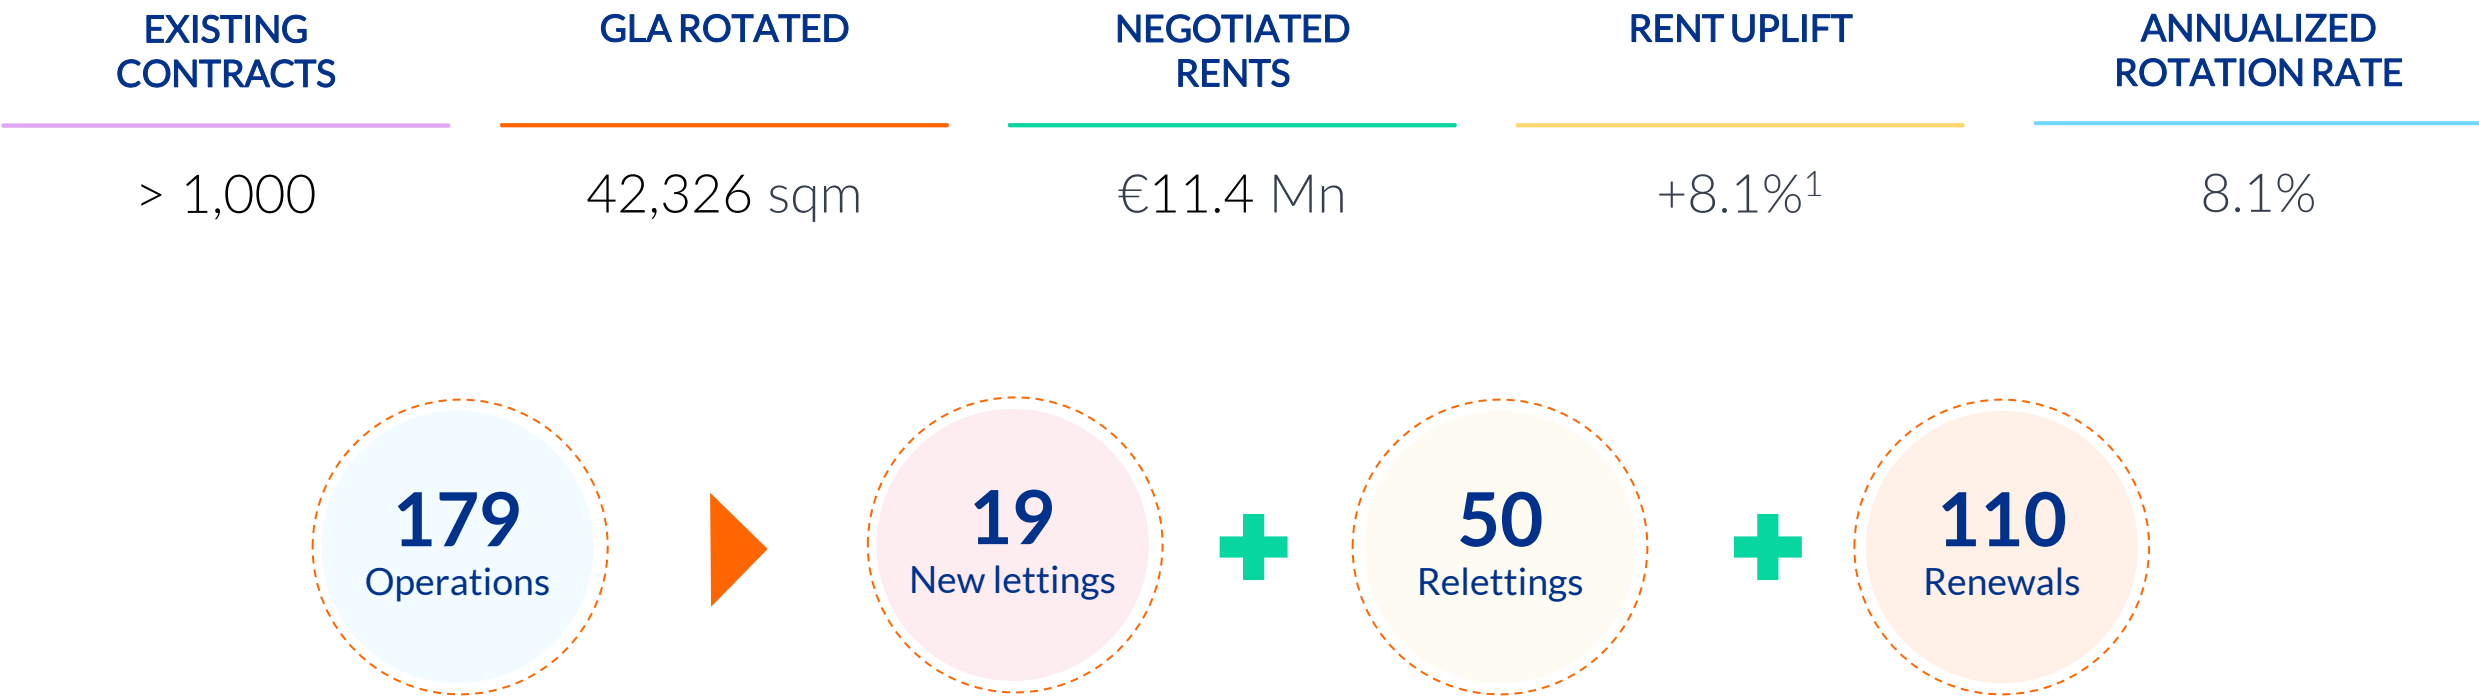 EXISTING
CONTRACTS
GLA ROTATED
NEGOTIATED
RENTS
RENT UPLIFT
ANNUALIZED
ROTATION RATE
> 1,000
42,326 sqm
€11.4 Mn
+8.1%¹
8.1%
179
Operations
19
New lettings
50
Relettings
110
Renewals